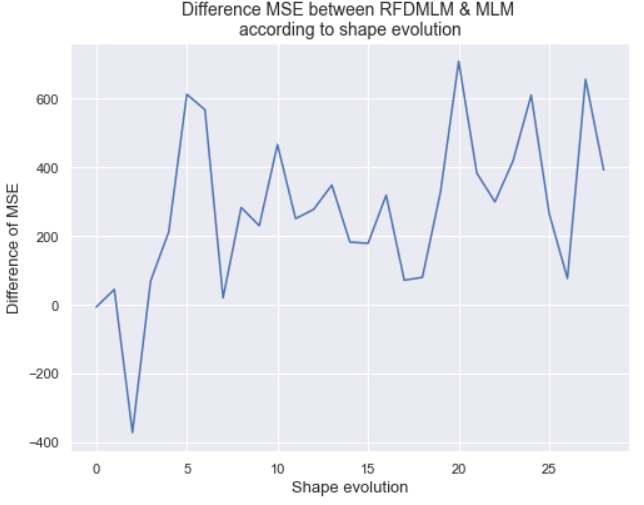 Difference MSE between RFDMLM & MLM
according to shape evolution
Difference of MSE
600
400
200
0
−200
−400
0 5 10 15 20 25
Shape evolution